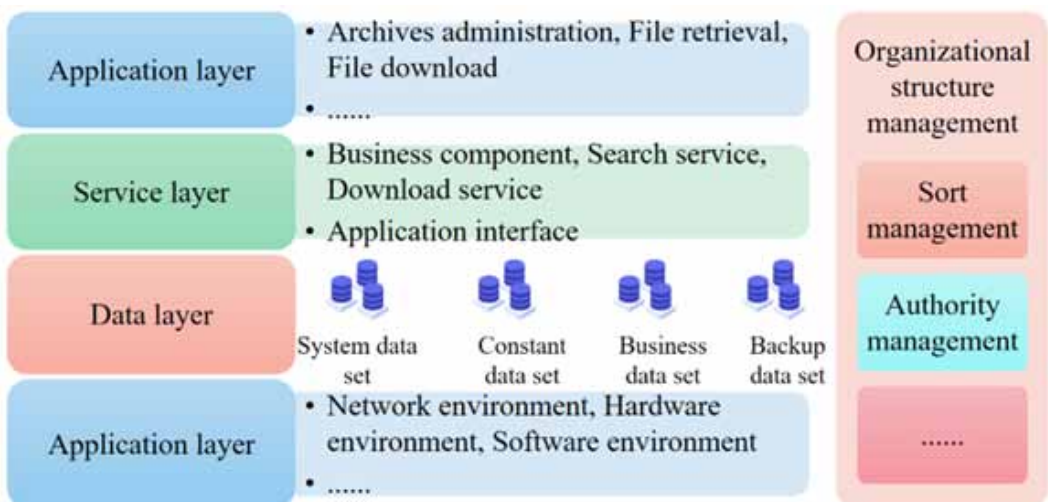 Application layer
• Archives administration, File retrieval,
File download
• ......
Service layer
• Business component, Search service,
Download service
• Application interface
Data layer
System data
set
Constant
data set
Business
data set
Backup
data set
Application layer
• Network environment, Hardware
environment, Software environment
• ......
Organizational
structure
management
Sort
management
Authority
management
......